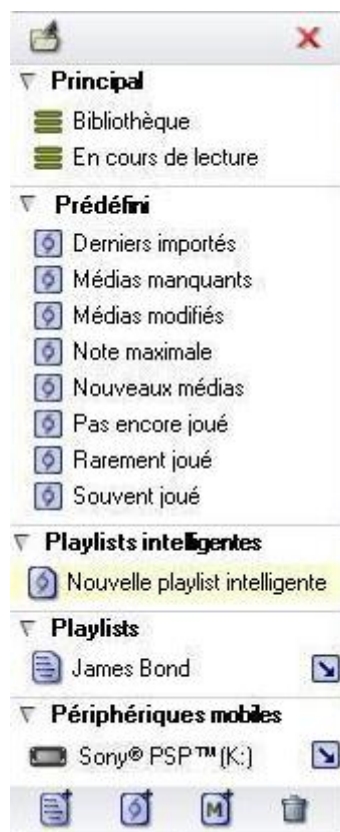 Principal
Bibliothèque
En cours de lecture
Prédéfini
Derniers importés
Médias manquants
Médias modifiés
Note maximale
Nouveaux médias
Pas encore joué
Rarement joué
Souvent joué
Playlists intelligentes
Nouvelle playlist intelligente
Playlists
James Bond
Périphériques mobiles
Sony® PSP™ (K:)
M